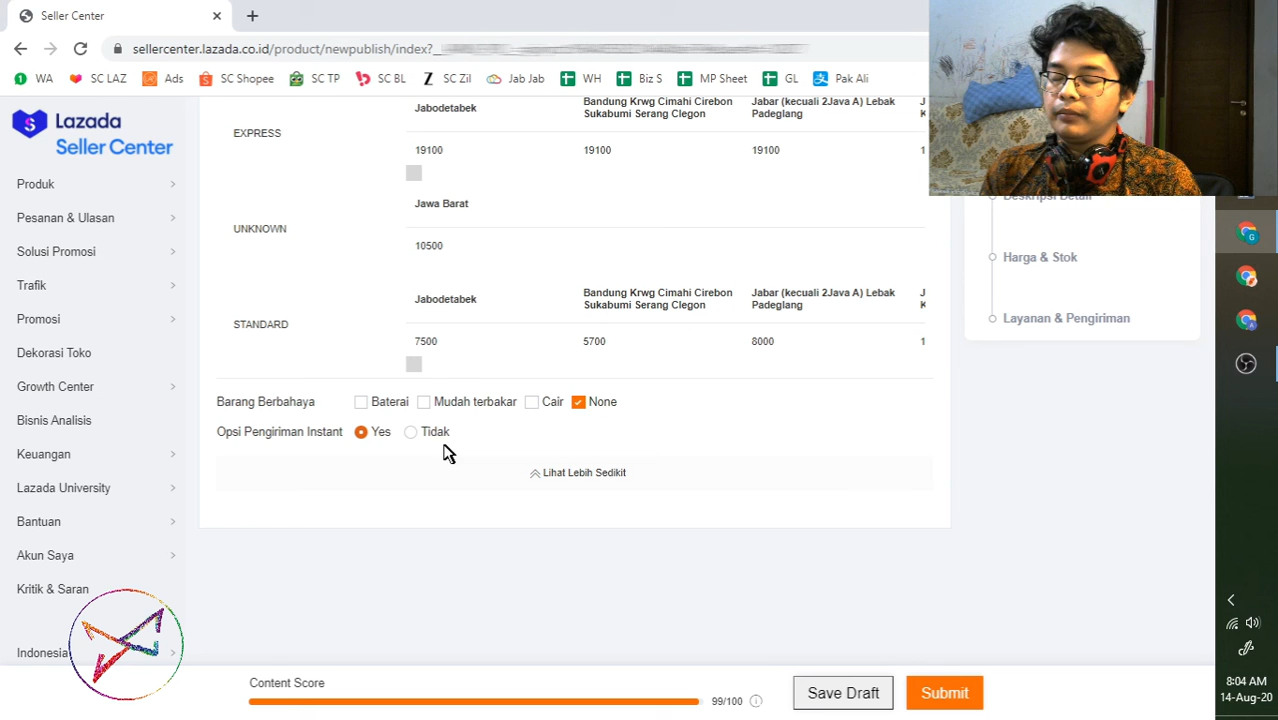 Seller Center
sellercenter.lazada.co.id/product/newpublish/index?_
WA SC LAZ Ads SC Shopee SC TP SC BL SC Zil Jab Jab WH Biz S MP Sheet GL Pak Ali
Lazada
Seller Center
Produk
Pesanan & Ulasan
Solusi Promosi
Trafik
Promosi
Dekorasi Toko
Growth Center
Bisnis Analisis
Keuangan
Lazada University
Bantuan
Akun Saya
Kritik & Saran
Indonesia
EXPRESS
Jabodetabek
Bandung Krwg Cimahi Cirebon
Sukabumi Serang Clegon
Jabar (kecuali 2Java A) Lebak
Padeglang
19100 19100 19100 1
UNKNOWN
Jawa Barat
10500
STANDARD
Jabodetabek
Bandung Krwg Cimahi Cirebon
Sukabumi Serang Clegon
Jabar (kecuali 2Java A) Lebak
Padeglang
7500 5700 8000 1
Barang Berbahaya Baterai Mudah terbakar Cair None
Opsi Pengiriman Instant Yes Tidak
Lihat Lebih Sedikit
Deskripsi Detail
Harga & Stok
Layanan & Pengiriman
Content Score
99/100
Save Draft
Submit
8:04 AM
14-Aug-20